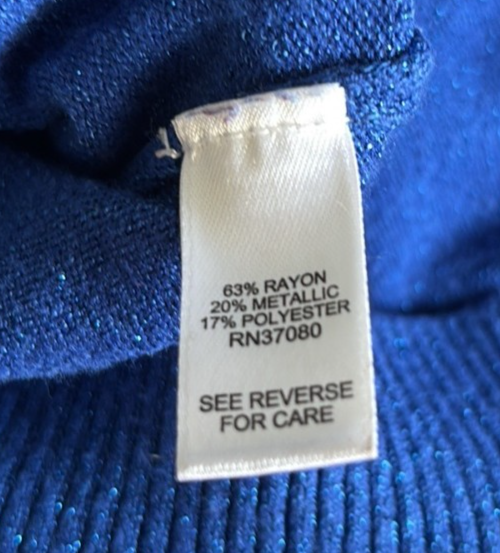 63% RAYON
20% METALLIC
17% POLYESTER
RN37080
SEE REVERSE
FOR CARE